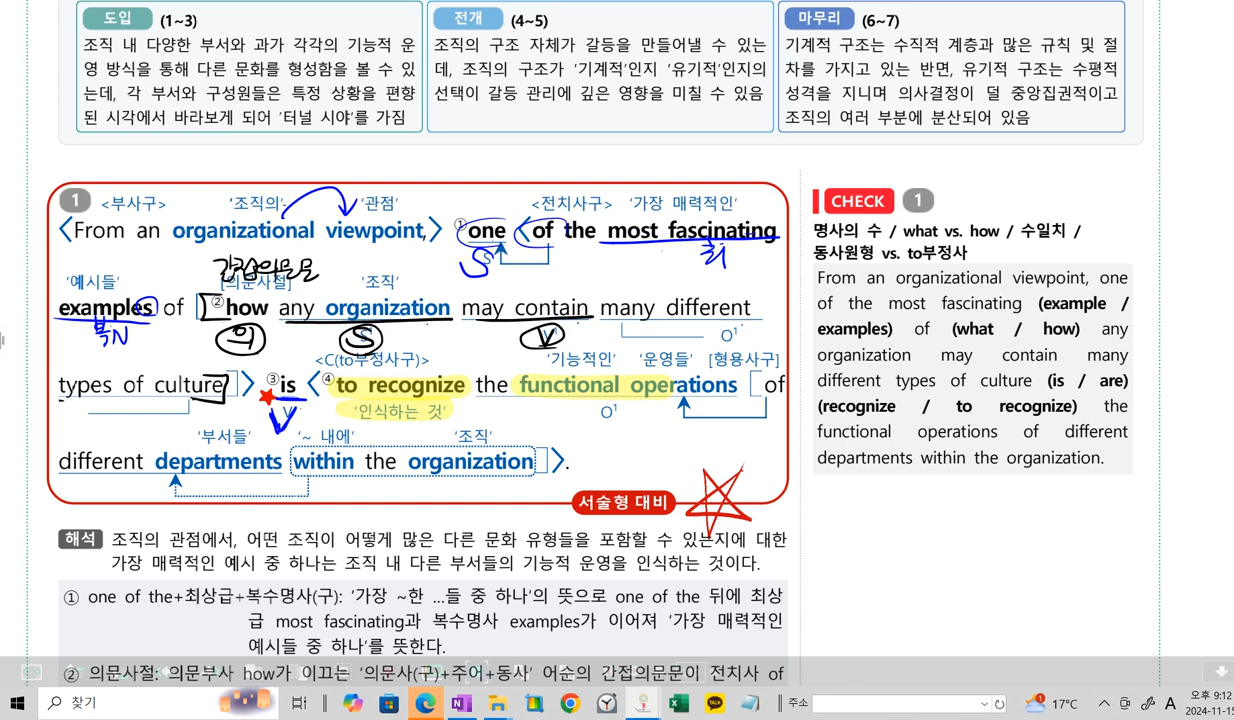 도입 (1~3)
조직 내 다양한 부서와 과가 각각의 기능적 운
영 방식을 통해 다른 문화를 형성함을 볼 수 있
는데, 각 부서와 구성원들은 특정 상황을 편향
된 시각에서 바라보게 되어 '터널 시야'를 가짐
전개 (4~5)
조직의 구조 자체가 갈등을 만들어낼 수 있는
데, 조직의 구조가 '기계적'인지 '유기적'인지의
선택이 갈등 관리에 깊은 영향을 미칠 수 있음
마무리 (6~7)
기계적 구조는 수직적 계층과 많은 규칙 및 절
차를 가지고 있는 반면, 유기적 구조는 수평적
성격을 지니며 의사결정이 덜 중앙집권적이고
조직의 여러 부분에 분산되어 있음
1 <부사구> '조직의' '관점' <전치사구> '가장 매력적인'
<From an organizational viewpoint,> ①one <of the most fascinating
S S 최
'예시들' 간접의문문 [의문사절] '조직'
examples of [②how any organization may contain many different
복N 의 S V O¹
<C(to부정사구)> '기능적인' '운영들' [형용사구]
types of culture]> ③is <④to recognize the functional operations [of
V '인식하는 것' O¹
'부서들' '~ 내에' '조직'
different departments within the organization]>.
서술형 대비
해석 조직의 관점에서, 어떤 조직이 어떻게 많은 다른 문화 유형들을 포함할 수 있는지에 대한
가장 매력적인 예시 중 하나는 조직 내 다른 부서들의 기능적 운영을 인식하는 것이다.
① one of the+최상급+복수명사(구): '가장 ~한 ...들 중 하나'의 뜻으로 one of the 뒤에 최상
급 most fascinating과 복수명사 examples가 이어져 '가장 매력적인
예시들 중 하나'를 뜻한다.
② 의문사절: 의문부사 how가 이끄는 '의문사(구)+주어+동사' 어순의 간접의문문이 전치사 of
CHECK 1
명사의 수 / what vs. how / 수일치 /
동사원형 vs. to부정사
From an organizational viewpoint, one
of the most fascinating (example /
examples) of (what / how) any
organization may contain many
different types of culture (is / are)
(recognize / to recognize) the
functional operations of different
departments within the organization.
찾기
주소
17°C
A
오후 9:12
2024-11-15